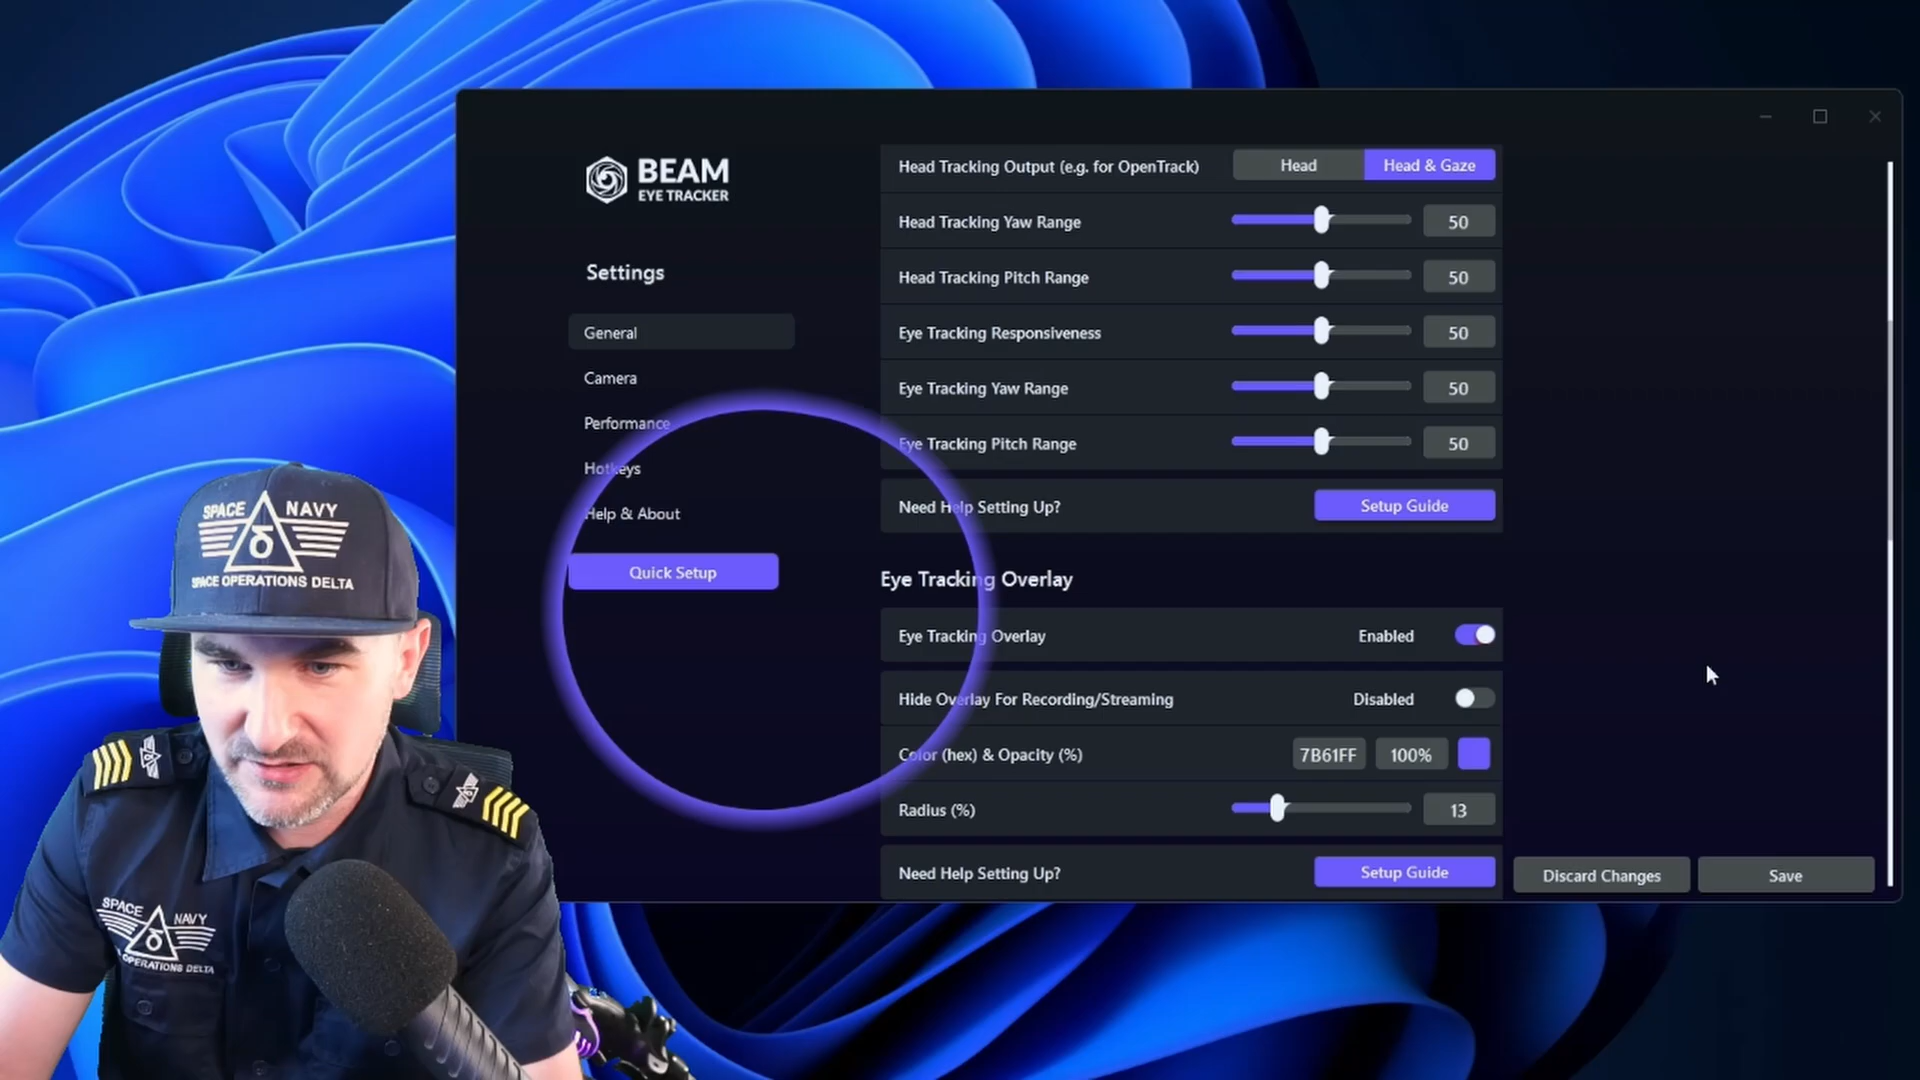 BEAM
EYE TRACKER
Settings
General
Camera
Performance
Hotkeys
Help & About
Quick Setup
Head Tracking Output (e.g. for OpenTrack) Head Head & Gaze
Head Tracking Yaw Range 50
Head Tracking Pitch Range 50
Eye Tracking Responsiveness 50
Eye Tracking Yaw Range 50
Eye Tracking Pitch Range 50
Need Help Setting Up? Setup Guide
Eye Tracking Overlay
Eye Tracking Overlay Enabled
Hide Overlay For Recording/Streaming Disabled
Color (hex) & Opacity (%) 7B61FF 100%
Radius (%) 13
Need Help Setting Up? Setup Guide
Discard Changes Save
SPACE NAVY
δ
SPACE OPERATIONS DELTA
SPACE NAVY
δ
OPERATIONS DELTA